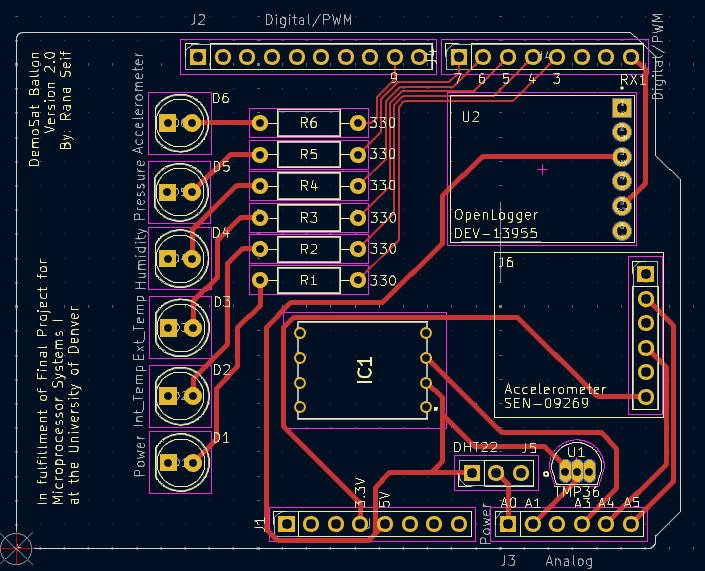 J2
Digital/PWM
Digital/PWM
9
7
6
5
4
3
RX1
DemoSat Ballon
Version 2.0
By: Rana Seif
Accelerometer
Pressure
Humidity
Ext_Temp
Int_Temp
Power
D6
D5
D4
D3
D2
D1
R6
330
R5
330
R4
330
R3
330
R2
330
R1
330
U2
OpenLogger
DEV-13955
J6
Accelerometer
SEN-09269
IC1
In fulfillment of Final Project for
Microprocessor Systems I
at the University of Denver
DHT22
J5
U1
TMP36
J1
3.3V
5V
Power
A0
A1
A3
A4
A5
J3
Analog